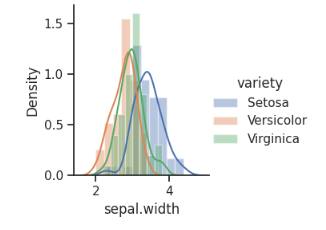 1.5
1.0
0.5
0.0
Density
2
4
sepal.width
variety
Setosa
Versicolor
Virginica